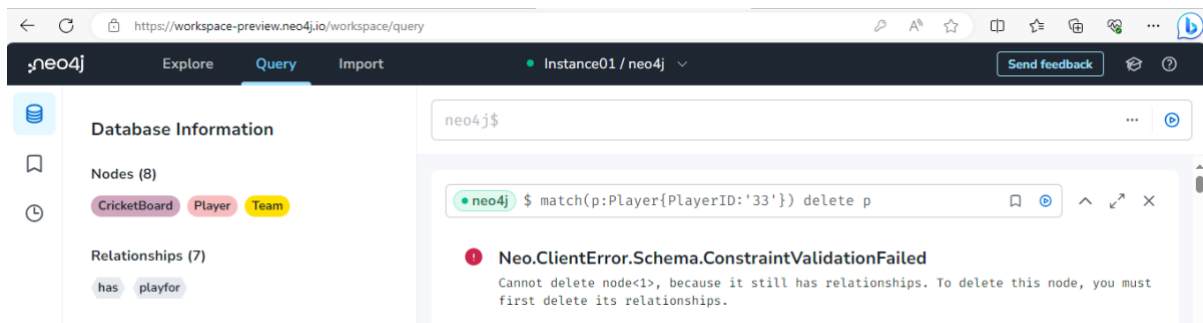 https://workspace-preview.neo4j.io/workspace/query
neo4j Explore Query Import Instance01 / neo4j Send feedback
Database Information
neo4j$
Nodes (8)
CricketBoard Player Team
neo4j $ match(p:Player{PlayerID:'33'}) delete p
Relationships (7)
has playfor
Neo.ClientError.Schema.ConstraintValidationFailed
Cannot delete node<1>, because it still has relationships. To delete this node, you must
first delete its relationships.